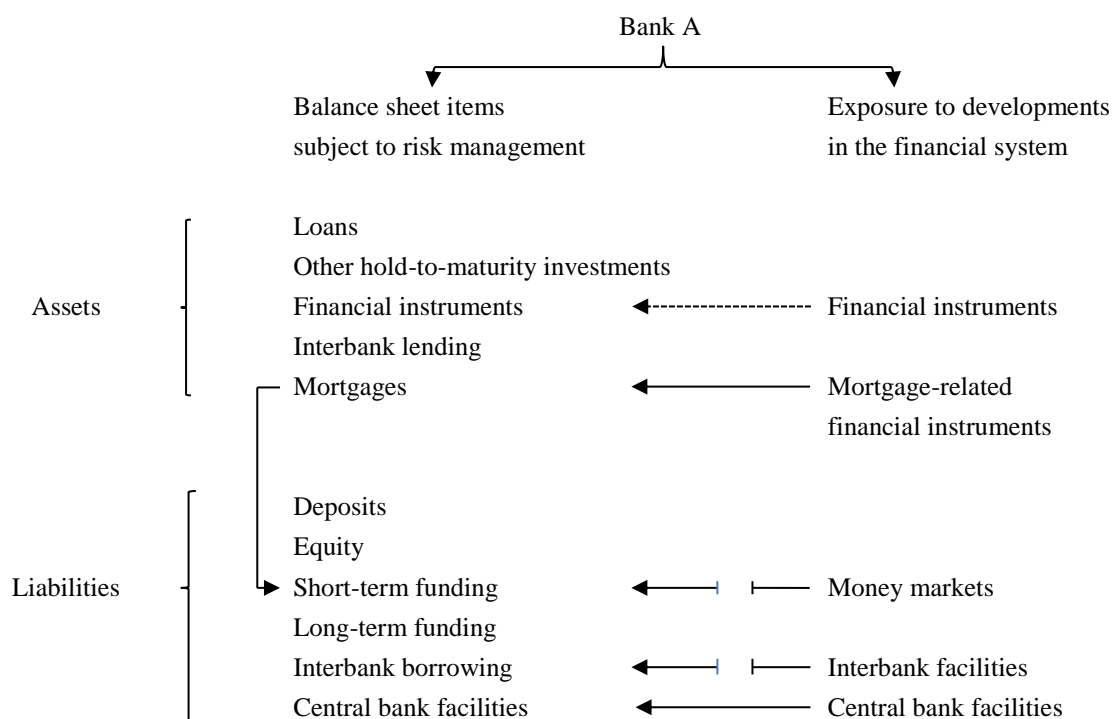 Bank A
Balance sheet items
subject to risk management
Exposure to developments
in the financial system
Assets
Loans
Other hold-to-maturity investments
Financial instruments
Financial instruments
Interbank lending
Mortgages
Mortgage-related
financial instruments
Liabilities
Deposits
Equity
Short-term funding
Money markets
Long-term funding
Interbank borrowing
Interbank facilities
Central bank facilities
Central bank facilities